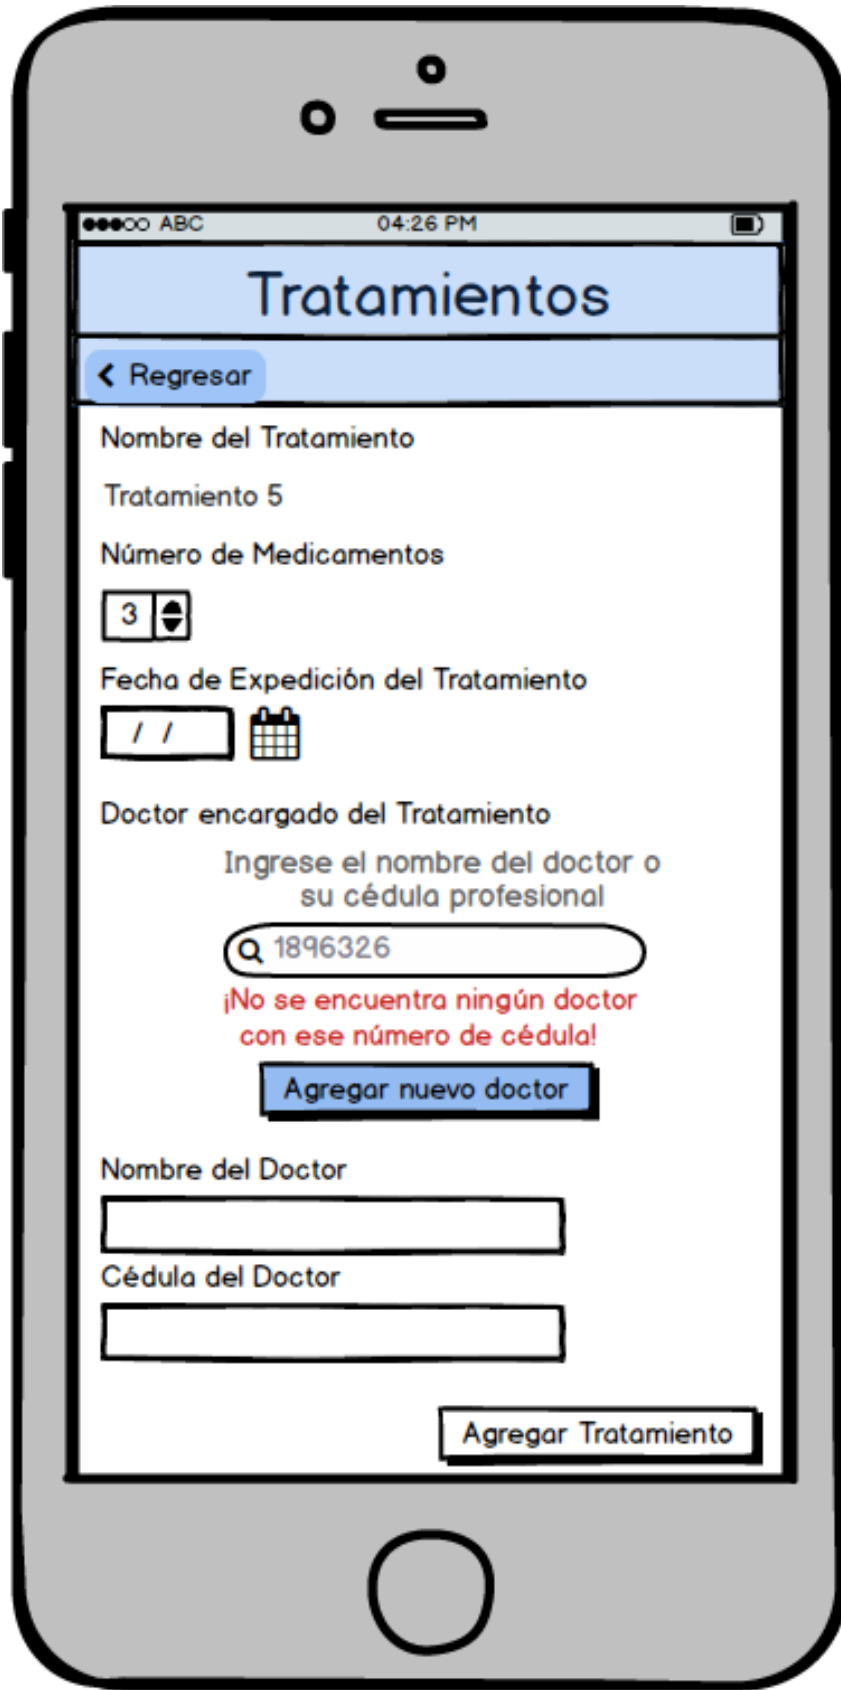 ABC 04:26 PM
Tratamientos
Regresar
Nombre del Tratamiento
Tratamiento 5
Número de Medicamentos
3
Fecha de Expedición del Tratamiento
/ /
Doctor encargado del Tratamiento
Ingrese el nombre del doctor o
su cédula profesional
1896326
¡No se encuentra ningún doctor
con ese número de cédula!
Agregar nuevo doctor
Nombre del Doctor
Cédula del Doctor
Agregar Tratamiento